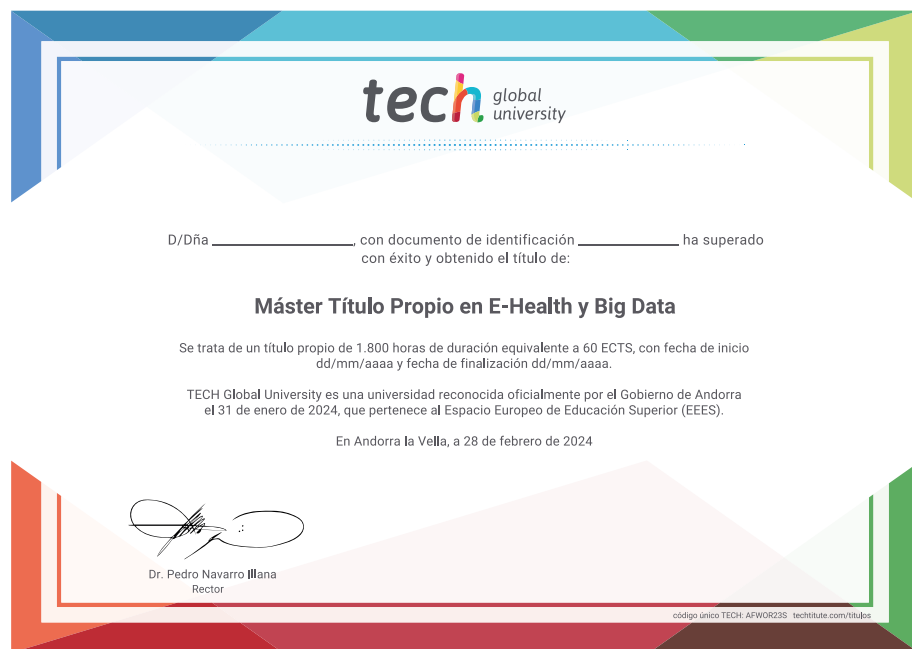 tech global university
D/Dña ____________, con documento de identificación ____________ ha superado
con éxito y obtenido el título de:
Máster Título Propio en E-Health y Big Data
Se trata de un título propio de 1.800 horas de duración equivalente a 60 ECTS, con fecha de inicio
dd/mm/aaaa y fecha de finalización dd/mm/aaaa.
TECH Global University es una universidad reconocida oficialmente por el Gobierno de Andorra
el 31 de enero de 2024, que pertenece al Espacio Europeo de Educación Superior (EEES).
En Andorra la Vella, a 28 de febrero de 2024
Dr. Pedro Navarro Illana
Rector
código único TECH: AFWOR23S techtitute.com/titulos